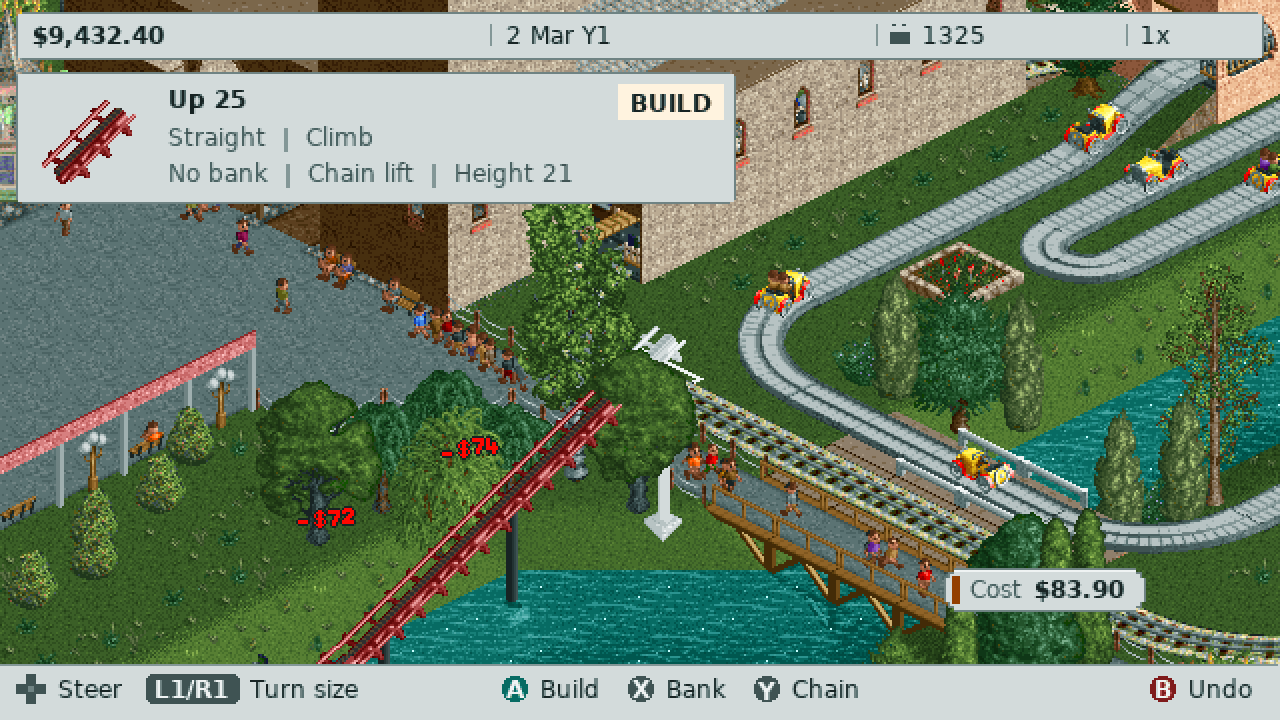 $9,432.40 | 2 Mar Y1 | 1325 | 1x
Up 25
BUILD
Straight | Climb
No bank | Chain lift | Height 21
-$74
-$72
Cost $83.90
Steer L1/R1 Turn size A Build X Bank Y Chain B Undo